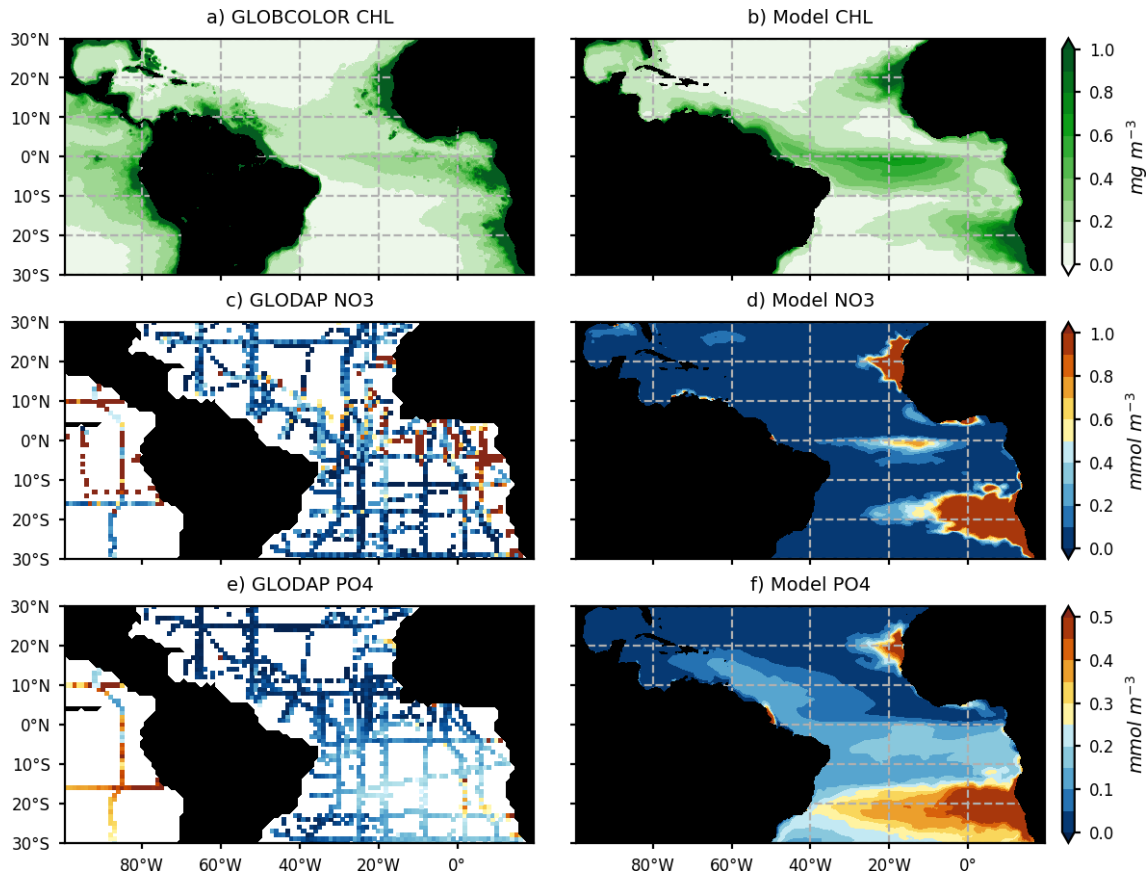 a) GLOBCOLOR CHL
b) Model CHL
30°N
20°N
10°N
0°N
10°S
20°S
30°S
1.0
0.8
0.6
0.4
0.2
0.0
mg m⁻³
c) GLODAP NO3
d) Model NO3
30°N
20°N
10°N
0°N
10°S
20°S
30°S
1.0
0.8
0.6
0.4
0.2
0.0
mmol m⁻³
e) GLODAP PO4
f) Model PO4
30°N
20°N
10°N
0°N
10°S
20°S
30°S
0.5
0.4
0.3
0.2
0.1
0.0
mmol m⁻³
80°W 60°W 40°W 20°W 0°
80°W 60°W 40°W 20°W 0°